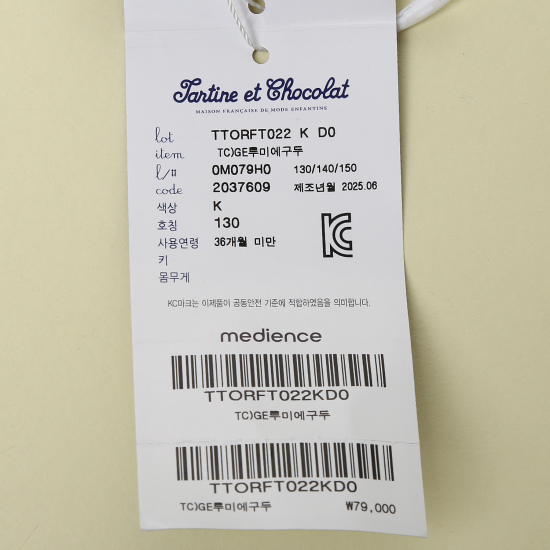 Tartine et Chocolat
MAISON FRANÇAISE DE MODE ENFANTINE
lot TTORFT022 K D0
item TC)GE루미에구두
l/# 0M079H0 130/140/150
code 2037609 제조년월 2025.06
색상 K
호칭 130
사용연령 36개월 미만
키
몸무게
KC
KC마크는 이제품이 공동안전 기준에 적합하였음을 의미합니다.
medience
TTORFT022KD0
TC)GE루미에구두
TTORFT022KD0
TC)GE루미에구두 ₩79,000